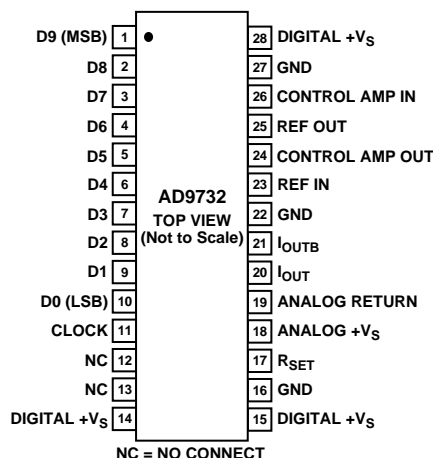 D9 (MSB) 1 28 DIGITAL +VS
D8 2 27 GND
D7 3 26 CONTROL AMP IN
D6 4 25 REF OUT
D5 5 24 CONTROL AMP OUT
D4 6 23 REF IN
AD9732
D3 7 TOP VIEW 22 GND
D2 8 (Not to Scale) 21 IOUTB
D1 9 20 IOUT
D0 (LSB) 10 19 ANALOG RETURN
CLOCK 11 18 ANALOG +VS
NC 12 17 RSET
NC 13 16 GND
DIGITAL +VS 14 15 DIGITAL +VS
NC = NO CONNECT